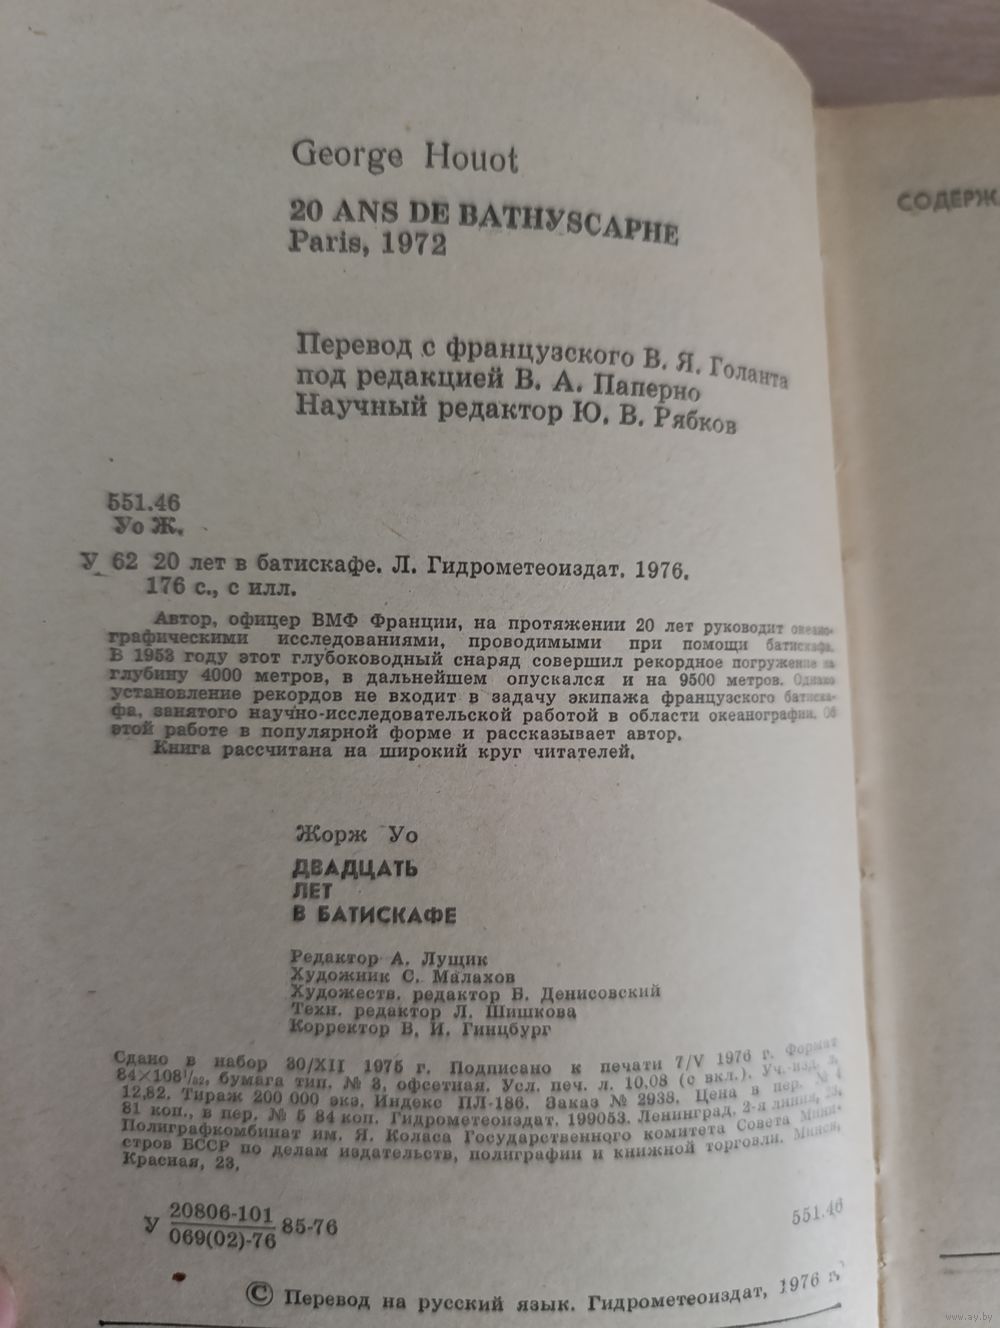 George Houot
20 ANS DE BATHYSCAPHE
Paris, 1972
Перевод с французского В. Я. Голанта
под редакцией В. А. Паперно
Научный редактор Ю. В. Рябков
551.46
Уо Ж.
У 62 20 лет в батискафе. Л. Гидрометеоиздат. 1976.
176 с., с илл.
Автор, офицер ВМФ Франции, на протяжении 20 лет руководит океано-
графическими исследованиями, проводимыми при помощи батискафа.
В 1953 году этот глубоководный снаряд совершил рекордное погружение на
глубину 4000 метров, в дальнейшем опускался и на 9500 метров. Однако
установление рекордов не входит в задачу экипажа французского батиска-
фа, занятого научно-исследовательской работой в области океанографии. Об
этой работе в популярной форме и рассказывает автор.
Книга рассчитана на широкий круг читателей.
Жорж Уо
ДВАДЦАТЬ
ЛЕТ
В БАТИСКАФЕ
Редактор А. Лущик
Художник С. Малахов
Художеств. редактор В. Денисовский
Техн. редактор Л. Шишкова
Корректор В. И. Гинцбург
Сдано в набор 30/XII 1975 г. Подписано к печати 7/V 1976 г. Формат
84×108¹/₃₂, бумага тип. № 3, офсетная. Усл. печ. л. 10,08 (с вкл.). Уч.-изд. л.
12,82. Тираж 200 000 экз. Индекс ПЛ-186. Заказ № 2938. Цена в пер. № 4
81 коп., в пер. № 5 84 коп. Гидрометеоиздат. 199053. Ленинград. 2-я линия, 23.
Полиграфкомбинат им. Я. Коласа Государственного комитета Совета Мини-
стров БССР по делам издательств, полиграфии и книжной торговли. Минск,
Красная, 23.
У 20806-101
069(02)-76 85-76
551.46
© Перевод на русский язык. Гидрометеоиздат, 1976 г.
СОДЕРЖ
www.ay.by